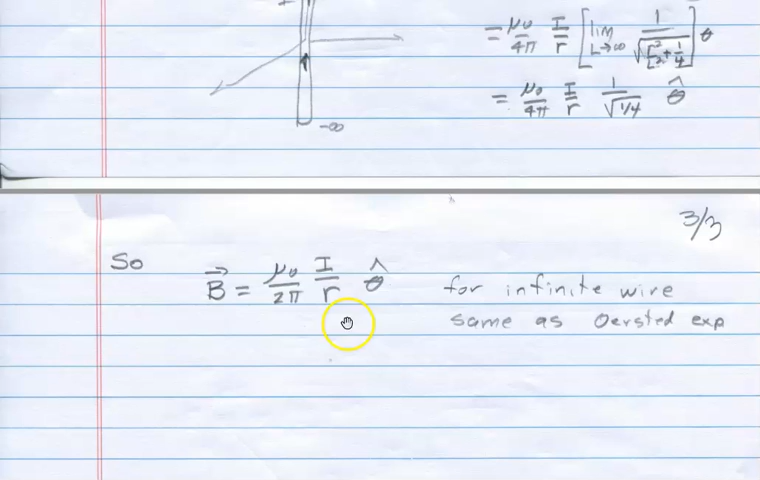 = μ₀/4π I/r [lim L→∞ 1/√(r²/L² + 1/4)] θ
= μ₀/4π I/r 1/√1/4 θ̂
-∞
3/3
So B⃗ = μ₀/2π I/r θ̂ for infinite wire
same as Oersted exp